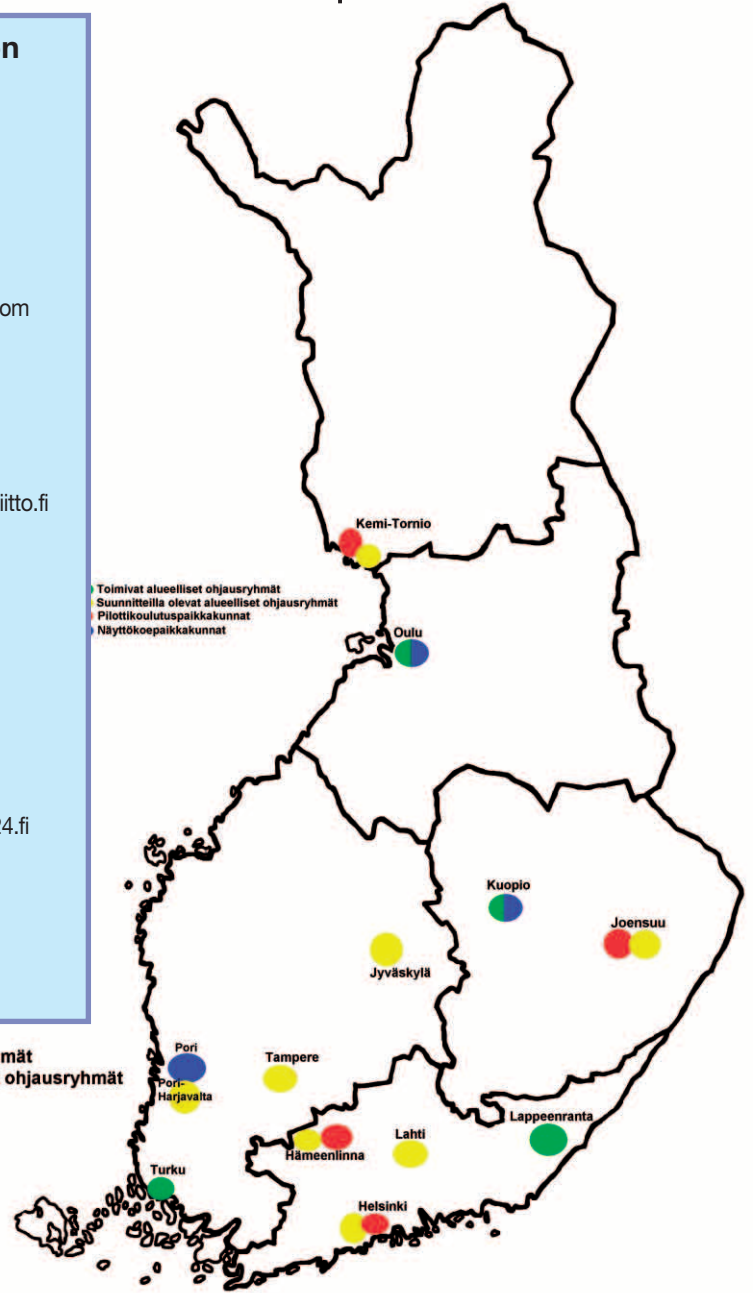 on
om
iitto.fi
Kemi-Tornio
Toimivat alueelliset ohjausryhmät
Suunnitteilla olevat alueelliset ohjausryhmät
Pilottikoulutuspaikkakunnat
Näyttökoepaikkakunnat
Oulu
24.fi
Kuopio
Joensuu
Jyväskylä
Pori
mät
ohjausryhmät
Tampere
Pori-
Harjavalta
Lappeenranta
Lahti
Hämeenlinna
Turku
Helsinki